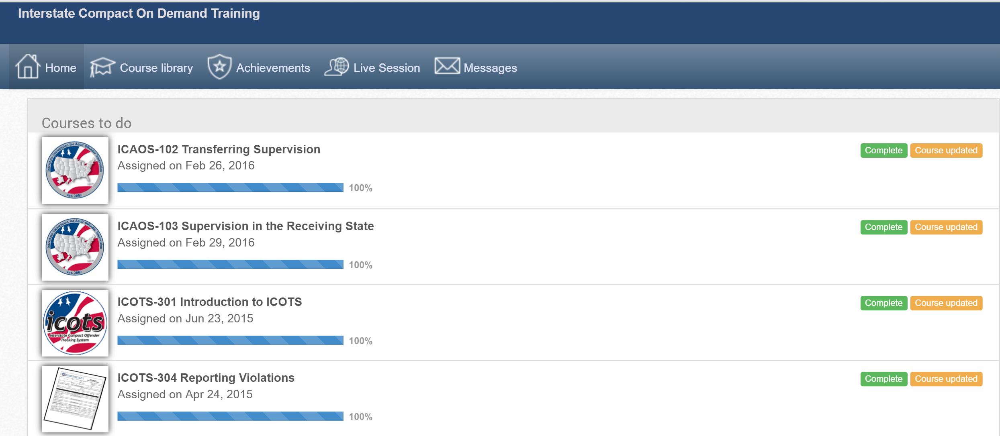 Interstate Compact On Demand Training
Home
Course library
Achievements
Live Session
Messages
Courses to do
Interstate Commission for Adult Offender Supervision
Est. 2002
ICAOS-102 Transferring Supervision
Assigned on Feb 26, 2016
100%
Complete
Course updated
Interstate Commission for Adult Offender Supervision
Est. 2002
ICAOS-103 Supervision in the Receiving State
Assigned on Feb 29, 2016
100%
Complete
Course updated
icots
Interstate Compact Offender
Tracking System
ICOTS-301 Introduction to ICOTS
Assigned on Jun 23, 2015
100%
Complete
Course updated
ICOTS-304 Reporting Violations
Assigned on Apr 24, 2015
100%
Complete
Course updated